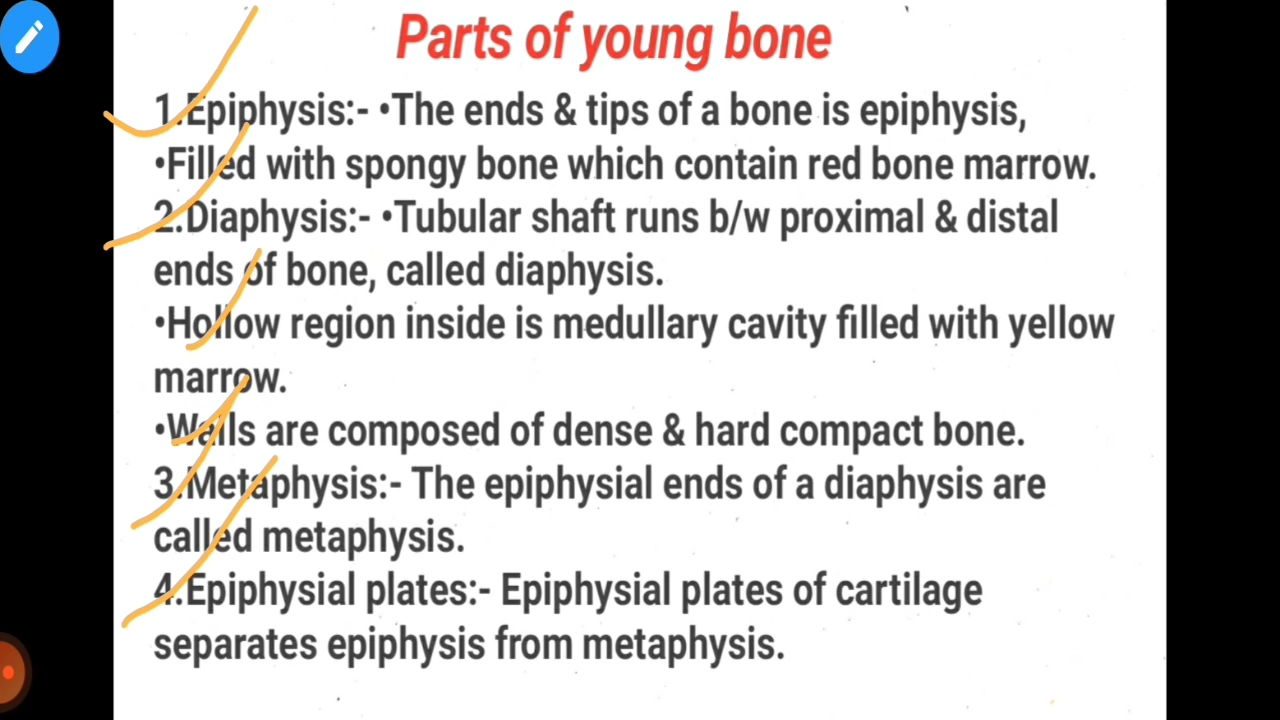 Parts of young bone
1.Epiphysis:- •The ends & tips of a bone is epiphysis,
•Filled with spongy bone which contain red bone marrow.
2.Diaphysis:- •Tubular shaft runs b/w proximal & distal
ends of bone, called diaphysis.
•Hollow region inside is medullary cavity filled with yellow
marrow.
•Walls are composed of dense & hard compact bone.
3.Metaphysis:- The epiphysial ends of a diaphysis are
called metaphysis.
4.Epiphysial plates:- Epiphysial plates of cartilage
separates epiphysis from metaphysis.